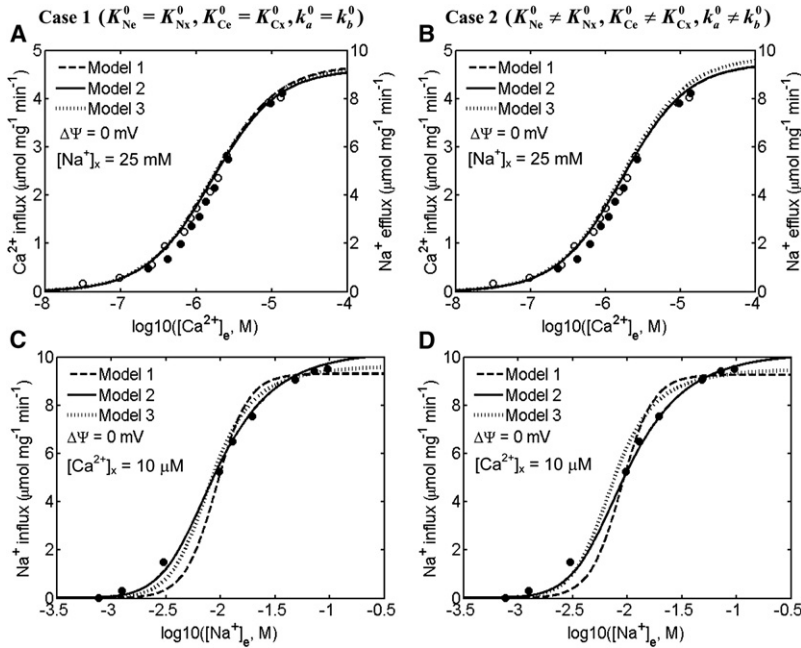 Case 1 (K⁰Ne = K⁰Nx, K⁰Ce = K⁰Cx, k⁰a = k⁰b)
Case 2 (K⁰Ne ≠ K⁰Nx, K⁰Ce ≠ K⁰Cx, k⁰a ≠ k⁰b)
A
Ca²⁺ influx (μmol mg⁻¹ min⁻¹)
5
4
3
2
1
0
Model 1
Model 2
Model 3
ΔΨ = 0 mV
[Na⁺]x = 25 mM
10
8
6
4
2
0
Na⁺ efflux (μmol mg⁻¹ min⁻¹)
-8 -7 -6 -5 -4
log10([Ca²⁺]e, M)
B
Ca²⁺ influx (μmol mg⁻¹ min⁻¹)
5
4
3
2
1
0
Model 1
Model 2
Model 3
ΔΨ = 0 mV
[Na⁺]x = 25 mM
10
8
6
4
2
0
Na⁺ efflux (μmol mg⁻¹ min⁻¹)
-8 -7 -6 -5 -4
log10([Ca²⁺]e, M)
C
Na⁺ influx (μmol mg⁻¹ min⁻¹)
10
8
6
4
2
0
Model 1
Model 2
Model 3
ΔΨ = 0 mV
[Ca²⁺]x = 10 μM
-3.5 -3 -2.5 -2 -1.5 -1 -0.5
log10([Na⁺]e, M)
D
Na⁺ influx (μmol mg⁻¹ min⁻¹)
10
8
6
4
2
0
Model 1
Model 2
Model 3
ΔΨ = 0 mV
[Ca²⁺]x = 10 μM
-3.5 -3 -2.5 -2 -1.5 -1 -0.5
log10([Na⁺]e, M)